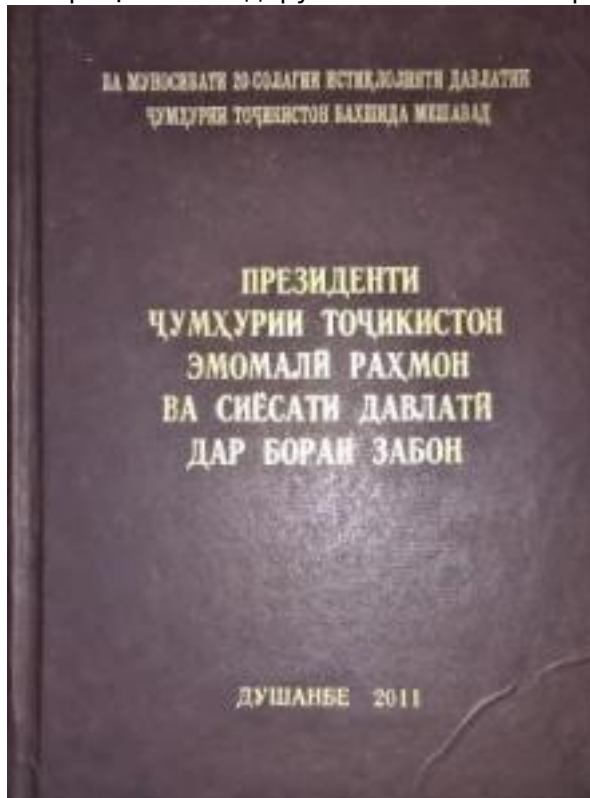 БА МУНОСИБАТИ 20-СОЛАГИИ ИСТИҚЛОЛИЯТИ ДАВЛАТИИ
ҶУМҲУРИИ ТОҶИКИСТОН БАХШИДА МЕШАВАД
ПРЕЗИДЕНТИ
ҶУМҲУРИИ ТОҶИКИСТОН
ЭМОМАЛӢ РАҲМОН
ВА СИЁСАТИ ДАВЛАТӢ
ДАР БОРАИ ЗАБОН
ДУШАНБЕ 2011